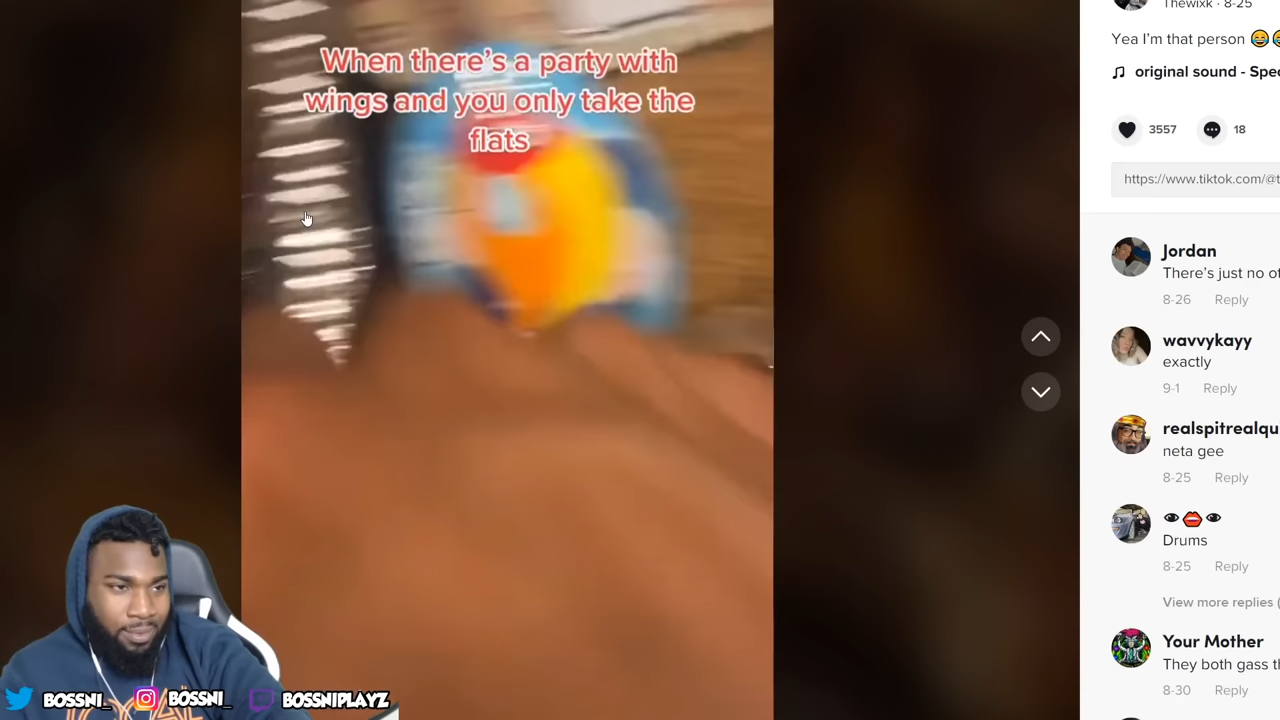 When there's a party with
wings and you only take the
flats
Thewixk · 8-25
Yea I'm that person 😂
original sound - Spec
3557
18
https://www.tiktok.com/@t
Jordan
There's just no o
8-26 Reply
wavvykayy
exactly
9-1 Reply
realspitrealqu
neta gee
8-25 Reply
👁👄👁
Drums
8-25 Reply
View more replies (
Your Mother
They both gass t
8-30 Reply
BOSSNI_
BOSSNI_
BOSSNIPLAYZ